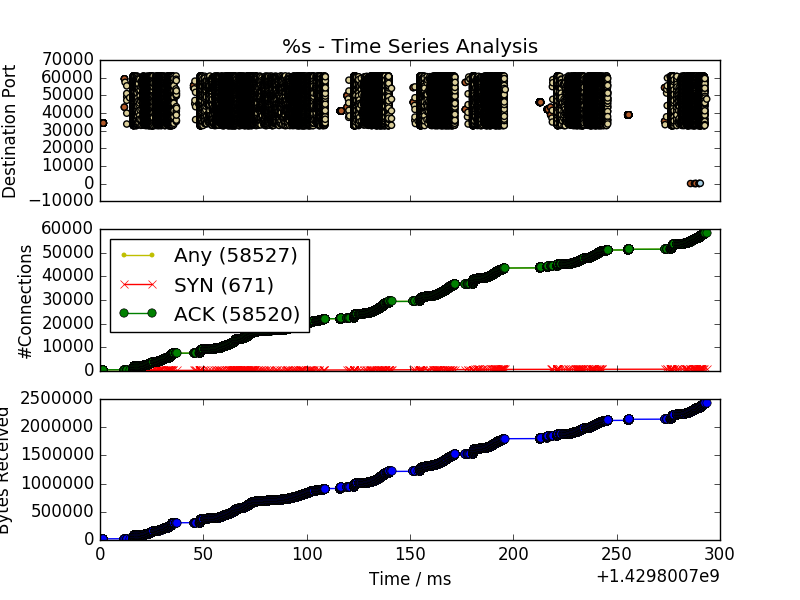 %s - Time Series Analysis
Destination Port
70000
60000
50000
40000
30000
20000
10000
0
−10000
#Connections
60000
50000
40000
30000
20000
10000
0
Any (58527)
SYN (671)
ACK (58520)
Bytes Received
2500000
2000000
1500000
1000000
500000
0
0 50 100 150 200 250 300
Time / ms
+1.4298007e9